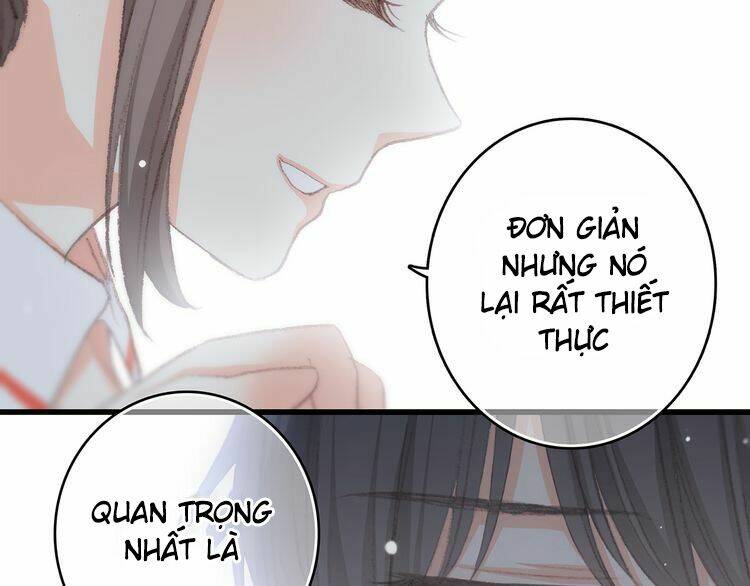 ĐƠN GIẢN
NHƯNG NÓ
LẠI RẤT THIẾT
THỰC
QUAN TRỌNG
NHẤT LÀ